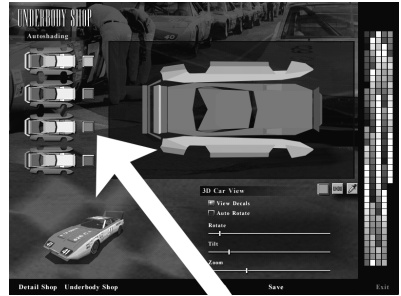 UNDERBODY SHOP
Autoshading
3D Car View
View Decals
Auto Rotate
Rotate
Tilt
Zoom
Detail Shop Underbody Shop Save Exit